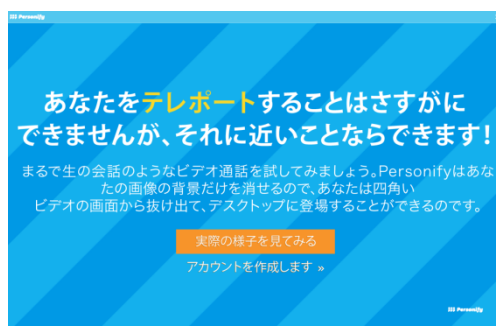 Personify
あなたをテレポートすることはさすがに
できませんが、それに近いことならできます!
まるで生の会話のようなビデオ通話を試してみましょう。Personifyはあな
たの画像の背景だけを消せるので、あなたは四角い
ビデオの画面から抜け出て、デスクトップに登場することができるのです。
実際の様子を見てみる
アカウントを作成します »
Personify